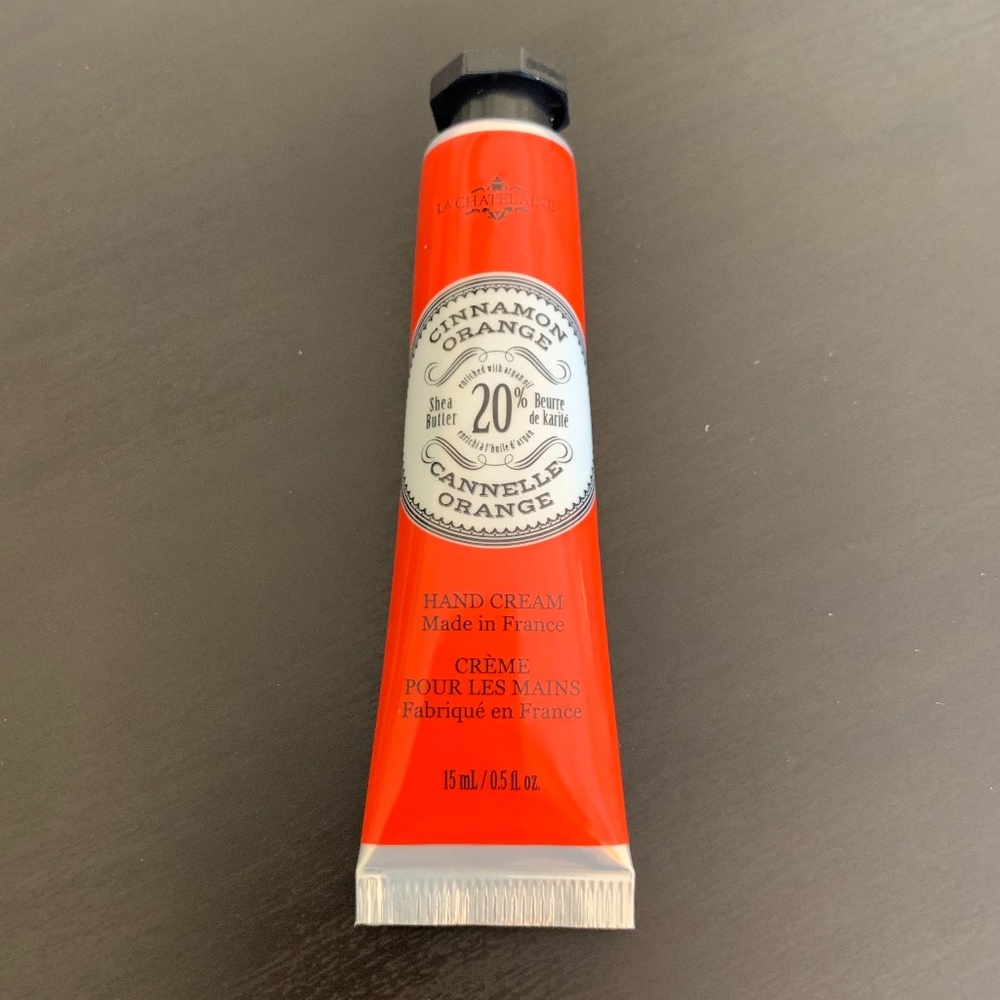 LA CHATELAINE
CINNAMON
ORANGE
enriched with argan oil
Shea
Butter
20%
Beurre
de karité
enrichi à l'huile d'argan
CANNELLE
ORANGE
HAND CREAM
Made in France
CRÈME
POUR LES MAINS
Fabriqué en France
15 mL / 0.5 fl. oz.